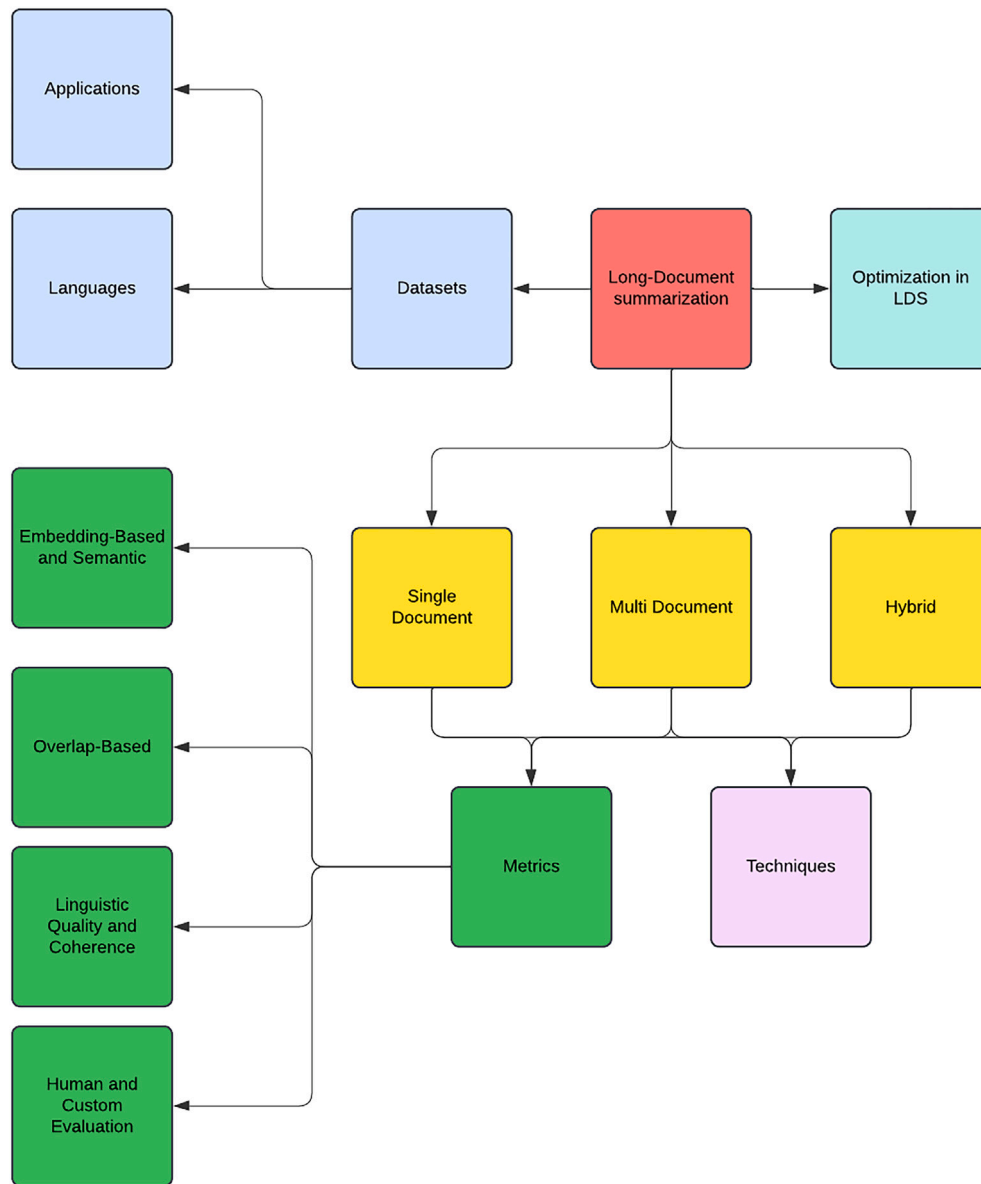 Applications
Languages
Datasets
Long-Document
summarization
Optimization in
LDS
Embedding-Based
and Semantic
Single
Document
Multi Document
Hybrid
Overlap-Based
Metrics
Techniques
Linguistic
Quality and
Coherence
Human and
Custom
Evaluation